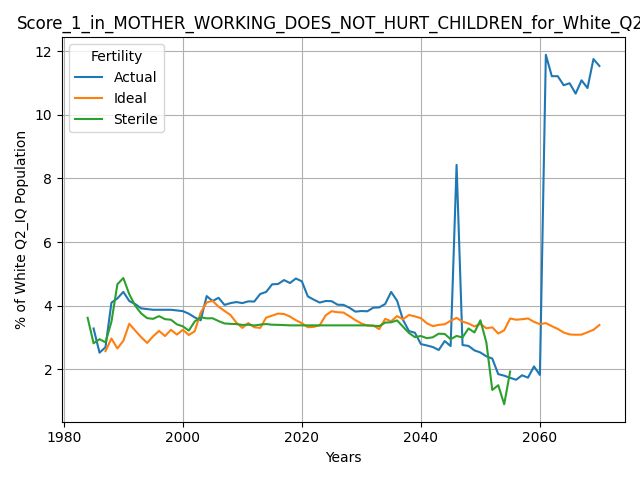 Score_1_in_MOTHER_WORKING_DOES_NOT_HURT_CHILDREN_for_White_Q2
Fertility
Actual
Ideal
Sterile
% of White Q2_IQ Population
12
10
8
6
4
2
1980
2000
2020
2040
2060
Years